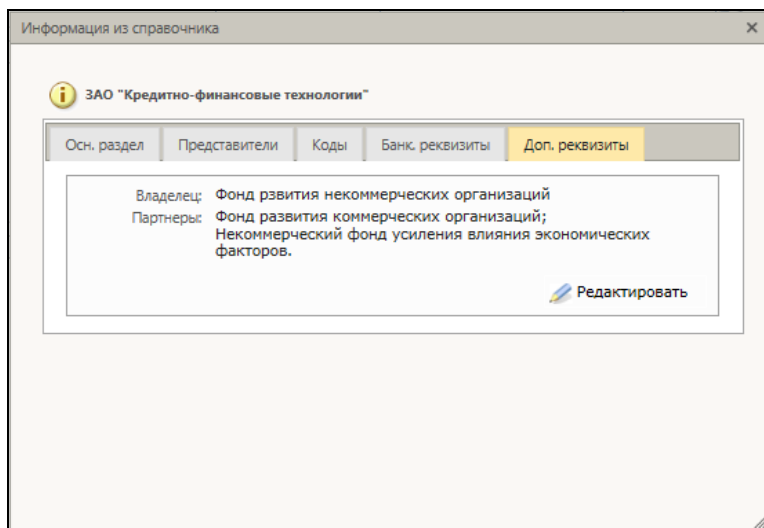 Информация из справочника
ЗАО "Кредитно-финансовые технологии"
Осн. раздел Представители Коды Банк. реквизиты Доп. реквизиты
Владелец: Фонд рзвития некоммерческих организаций
Партнеры: Фонд развития коммерческих организаций;
Некоммерческий фонд усиления влияния экономических
факторов.
Редактировать